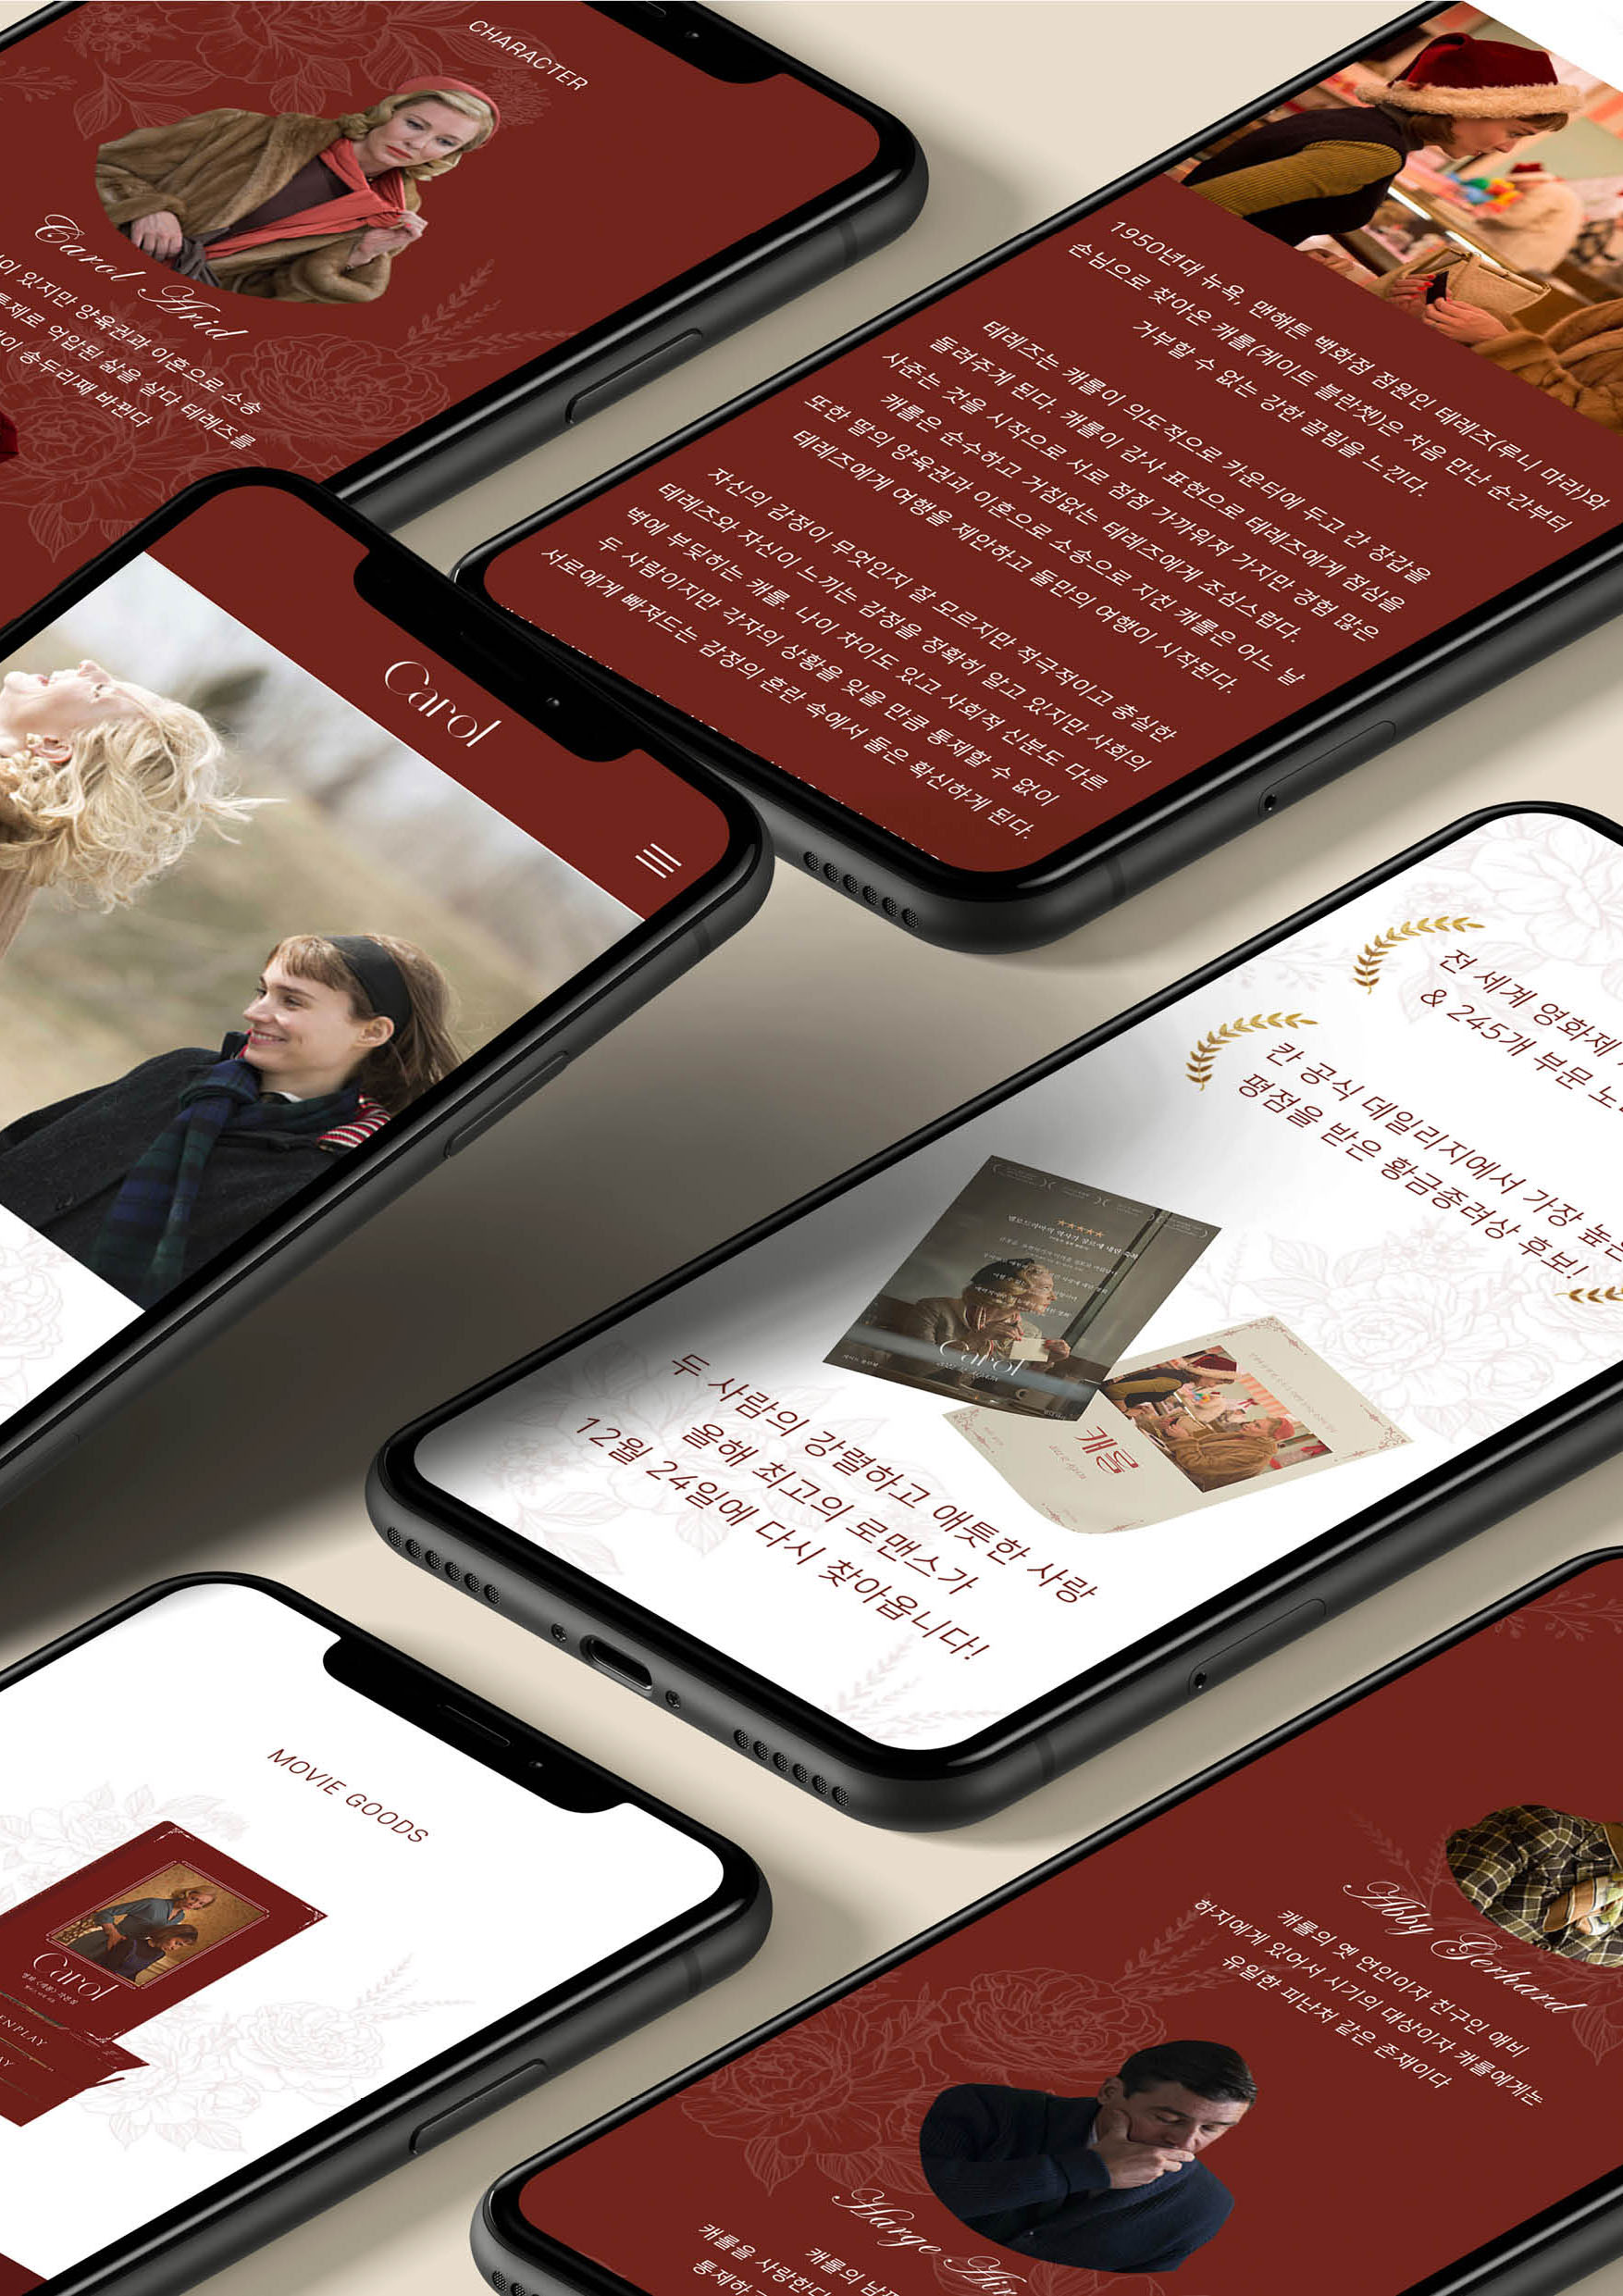 CHARACTER
Carol Arid
이 있지만 양육권과 이혼으로 소송
통제로 억압된 삶을 살다 테레즈를
송두리째 바뀐다
1950년대 뉴욕, 맨해튼 백화점 점원인 테레즈(루니 마라)와
손님으로 찾아온 캐롤(케이트 블란쳇)은 처음 만난 순간부터
거부할 수 없는 강한 끌림을 느낀다.
테레즈는 캐롤이 의도적으로 카운터에 두고 간 장갑을
돌려주게 된다. 캐롤이 감사 표현으로 테레즈에게 점심을
사준는 것을 시작으로 서로 점점 가까워져 가지만 경험 많은
캐롤은 순수하고 거침없는 테레즈에게 조심스럽다.
또한 딸의 양육권과 이혼으로 소송으로 지친 캐롤은 어느 날
테레즈에게 여행을 제안하고 둘만의 여행이 시작된다.
자신의 감정이 무엇인지 잘 모르지만 적극적이고 충실한
테레즈와 자신이 느끼는 감정을 정확히 알고 있지만 사회의
벽에 부딪히는 캐롤. 나이 차이도 있고 사회적 신분도 다른
두 사람이지만 각자의 상황을 잊을 만큼 통제할 수 없이
서로에게 빠져드는 감정의 혼란 속에서 둘은 확신하게 된다.
Carol
전 세계 영화제
& 245개 부문 노
칸 공식 데일리지에서 가장 높은
평점을 받은 황금종려상 후보!!
Carol
캐롤
두 사람의 강렬하고 애틋한 사랑
올해 최고의 로맨스가
12월 24일에 다시 찾아옵니다!
MOVIE GOODS
Carol
ENPLAY
AY
Abby Gerhard
캐롤의 옛 연인이자 친구인 애비
하지에게 있어서 시기의 대상이자 캐롤에게는
유일한 피난처 같은 존재이다
Harge Air
캐롤의 남
캐롤을 사랑한다
통제하